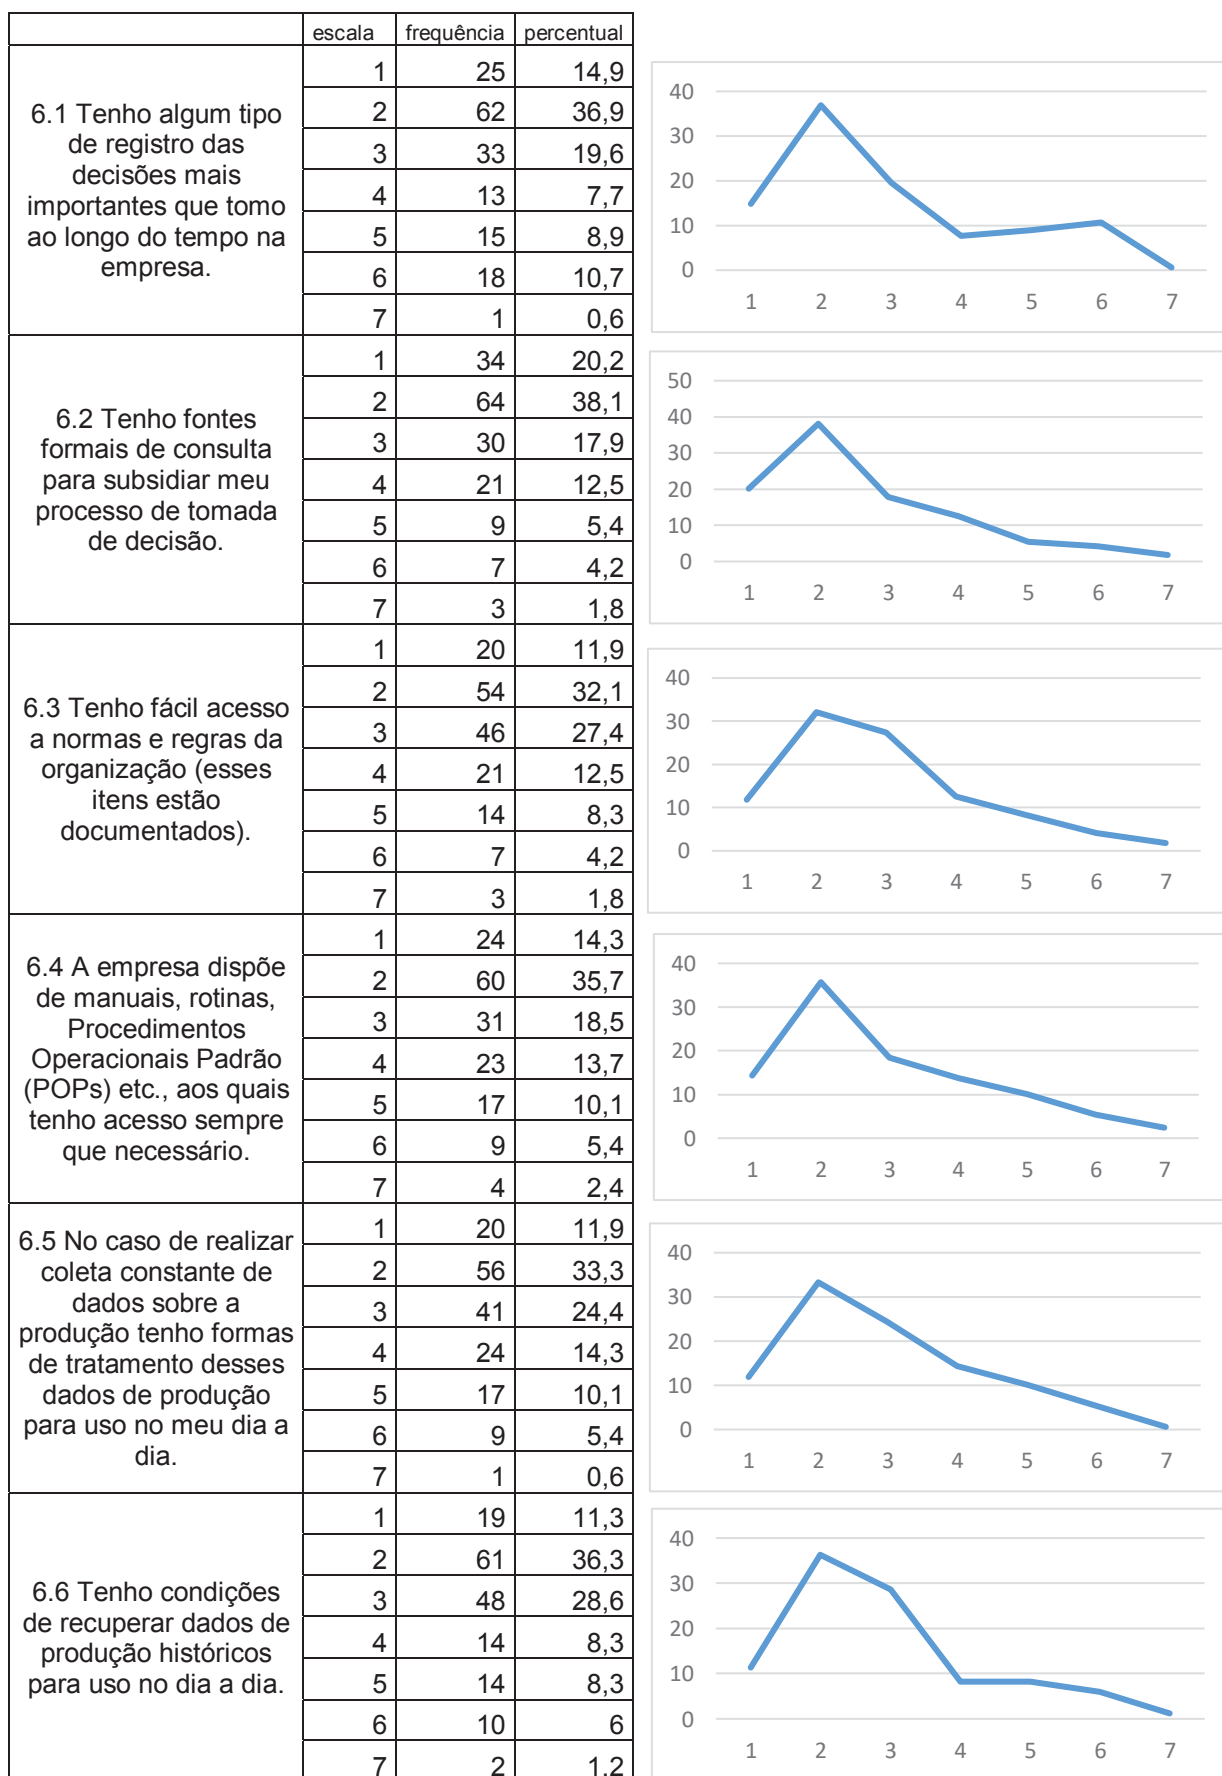 escala frequência percentual
6.1 Tenho algum tipo
de registro das
decisões mais
importantes que tomo
ao longo do tempo na
empresa.
1 25 14,9
2 62 36,9
3 33 19,6
4 13 7,7
5 15 8,9
6 18 10,7
7 1 0,6
40
30
20
10
0
1 2 3 4 5 6 7
6.2 Tenho fontes
formais de consulta
para subsidiar meu
processo de tomada
de decisão.
1 34 20,2
2 64 38,1
3 30 17,9
4 21 12,5
5 9 5,4
6 7 4,2
7 3 1,8
50
40
30
20
10
0
1 2 3 4 5 6 7
6.3 Tenho fácil acesso
a normas e regras da
organização (esses
itens estão
documentados).
1 20 11,9
2 54 32,1
3 46 27,4
4 21 12,5
5 14 8,3
6 7 4,2
7 3 1,8
40
30
20
10
0
1 2 3 4 5 6 7
6.4 A empresa dispõe
de manuais, rotinas,
Procedimentos
Operacionais Padrão
(POPs) etc., aos quais
tenho acesso sempre
que necessário.
1 24 14,3
2 60 35,7
3 31 18,5
4 23 13,7
5 17 10,1
6 9 5,4
7 4 2,4
40
30
20
10
0
1 2 3 4 5 6 7
6.5 No caso de realizar
coleta constante de
dados sobre a
produção tenho formas
de tratamento desses
dados de produção
para uso no meu dia a
dia.
1 20 11,9
2 56 33,3
3 41 24,4
4 24 14,3
5 17 10,1
6 9 5,4
7 1 0,6
40
30
20
10
0
1 2 3 4 5 6 7
6.6 Tenho condições
de recuperar dados de
produção históricos
para uso no dia a dia.
1 19 11,3
2 61 36,3
3 48 28,6
4 14 8,3
5 14 8,3
6 10 6
7 2 1,2
40
30
20
10
0
1 2 3 4 5 6 7